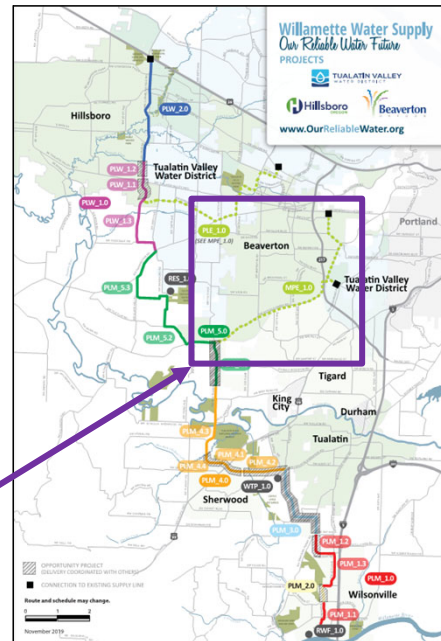 Willamette Water Supply
Our Reliable Water Future
PROJECTS
TUALATIN VALLEY
WATER DISTRICT
Hillsboro
OREGON
Beaverton
OREGON
www.OurReliableWater.org
Hillsboro
PLW_2.0
PLW_1.2
PLW_1.1
Tualatin Valley
Water District
PLW_1.0
PLW_1.3
PLE_1.0
(SEE MPE_1.0)
Beaverton
Portland
RES_1.
PLM_5.3
MPE_1.0
Tualatin Valley
Water District
PLM_5.2
PLM_5.0
Tigard
King
City
Durham
PLM_4.3
Tualatin
PLM_4.1
PLM_4.4
PLM_4.2
PLM_4.0
WTP_1.0
Sherwood
PLM_3.0
PLM_1.2
PLM_1.3
PLM_1.0
PLM_2.0
Wilsonville
PLM_1.1
RWF_1.0
OPPORTUNITY PROJECT
(DELIVERY COORDINATED WITH OTHERS)
CONNECTION TO EXISTING SUPPLY LINE
Route and schedule may change.
0 1 2
November 2019